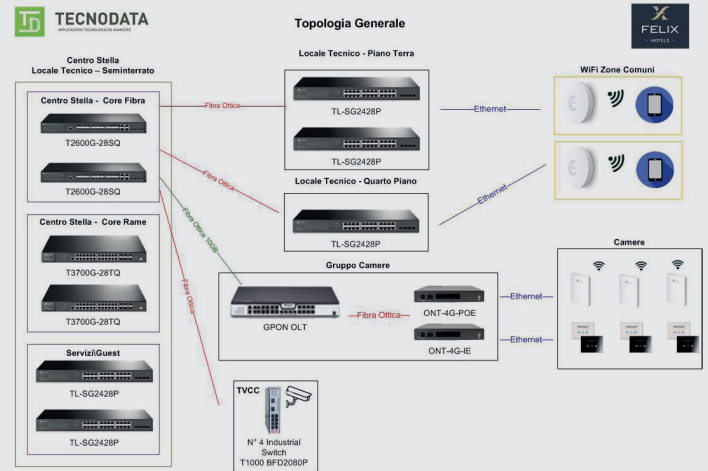 TECNODATA
APPLICAZIONI TECNOLOGICHE AVANZATE
Topologia Generale
FELIX
- HOTELS -
Centro Stella
Locale Tecnico – Seminterrato
Centro Stella - Core Fibra
T2600G-28SQ
T2600G-28SQ
Centro Stella - Core Rame
T3700G-28TQ
T3700G-28TQ
Servizi\Guest
TL-SG2428P
TL-SG2428P
Fibra Ottica
Fibra Ottica
Fibra Ottica 10GB
Fibra Ottica
Locale Tecnico - Piano Terra
TL-SG2428P
TL-SG2428P
Locale Tecnico - Quarto Piano
TL-SG2428P
Ethernet
Ethernet
WiFi Zone Comuni
Gruppo Camere
GPON OLT
Fibra Ottica
ONT-4G-POE
ONT-4G-IE
Ethernet
Ethernet
Camere
TVCC
N° 4 Industrial
Switch
T1000 BFD2080P